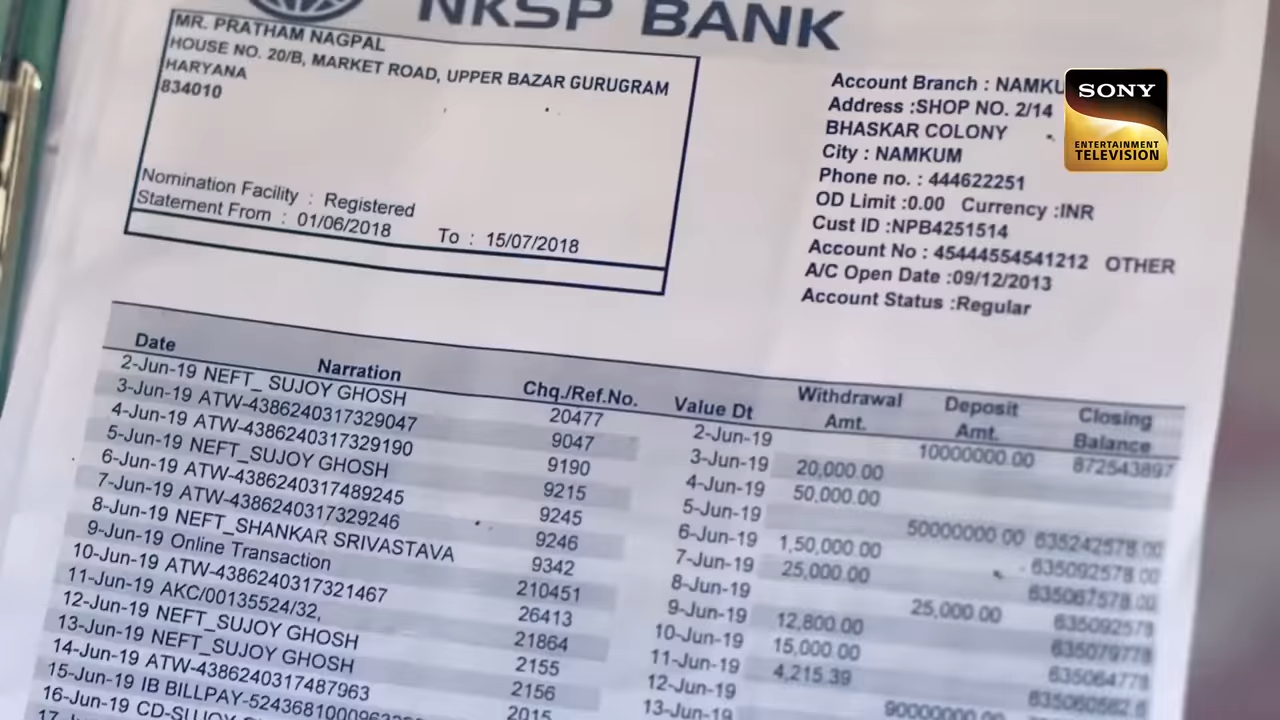 NKSP BANK
MR. PRATHAM NAGPAL
HOUSE NO. 20/B, MARKET ROAD, UPPER BAZAR GURUGRAM
HARYANA
834010
Nomination Facility : Registered
Statement From : 01/06/2018 To : 15/07/2018
Account Branch : NAMKU
Address :SHOP NO. 2/14
BHASKAR COLONY
City : NAMKUM
Phone no. : 444622251
OD Limit :0.00 Currency :INR
Cust ID :NPB4251514
Account No : 45444554541212 OTHER
A/C Open Date :09/12/2013
Account Status :Regular
SONY
ENTERTAINMENT
TELEVISION
Date Narration Chq./Ref.No. Value Dt Withdrawal Amt. Deposit Amt. Closing Balance
2-Jun-19 NEFT_ SUJOY GHOSH 20477 2-Jun-19 10000000.00 872543897
3-Jun-19 ATW-4386240317329047 9047 3-Jun-19 20,000.00
4-Jun-19 ATW-4386240317329190 9190 4-Jun-19 50,000.00
5-Jun-19 NEFT_SUJOY GHOSH 9215 5-Jun-19 50000000.00 635242578.00
6-Jun-19 ATW-4386240317489245 9245 6-Jun-19 1,50,000.00 635092578.00
7-Jun-19 ATW-4386240317329246 9246 7-Jun-19 25,000.00 635067578.00
8-Jun-19 NEFT_SHANKAR SRIVASTAVA 9342 8-Jun-19 25,000.00 635092578
9-Jun-19 Online Transaction 210451 9-Jun-19 12,800.00 635079778
10-Jun-19 ATW-4386240317321467 26413 10-Jun-19 15,000.00 635064778
11-Jun-19 AKC/00135524/32, 21864 11-Jun-19 4,215.39
12-Jun-19 NEFT_SUJOY GHOSH 2155 12-Jun-19 90000000.00
13-Jun-19 NEFT_SUJOY GHOSH 2156 13-Jun-19
14-Jun-19 ATW-4386240317487963 2015
15-Jun-19 IB
16-Jun-19